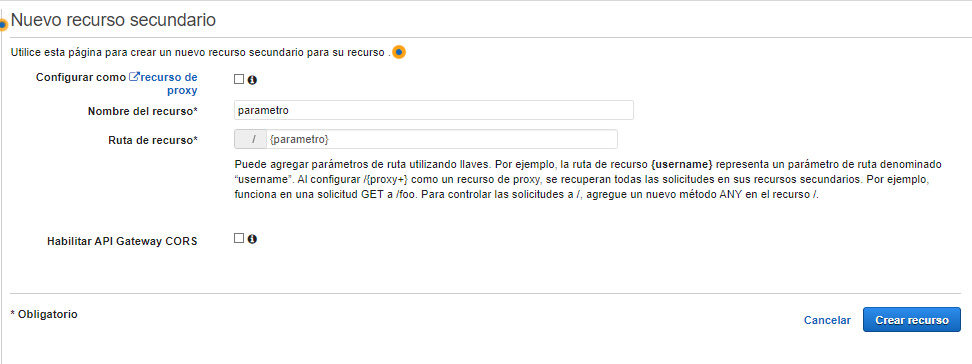 Nuevo recurso secundario
Utilice esta página para crear un nuevo recurso secundario para su recurso .
Configurar como recurso de
proxy
Nombre del recurso*
parametro
Ruta de recurso*
/ {parametro}
Puede agregar parámetros de ruta utilizando llaves. Por ejemplo, la ruta de recurso {username} representa un parámetro de ruta denominado
“username”. Al configurar /{proxy+} como un recurso de proxy, se recuperan todas las solicitudes en sus recursos secundarios. Por ejemplo,
funciona en una solicitud GET a /foo. Para controlar las solicitudes a /, agregue un nuevo método ANY en el recurso /.
Habilitar API Gateway CORS
* Obligatorio
Cancelar
Crear recurso